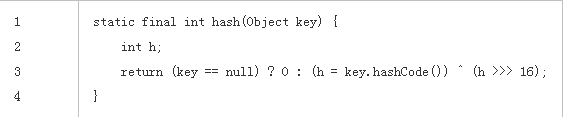 1 static final int hash(Object key) {
2 int h;
3 return (key == null) ? 0 : (h = key.hashCode()) ^ (h >>> 16);
4 }